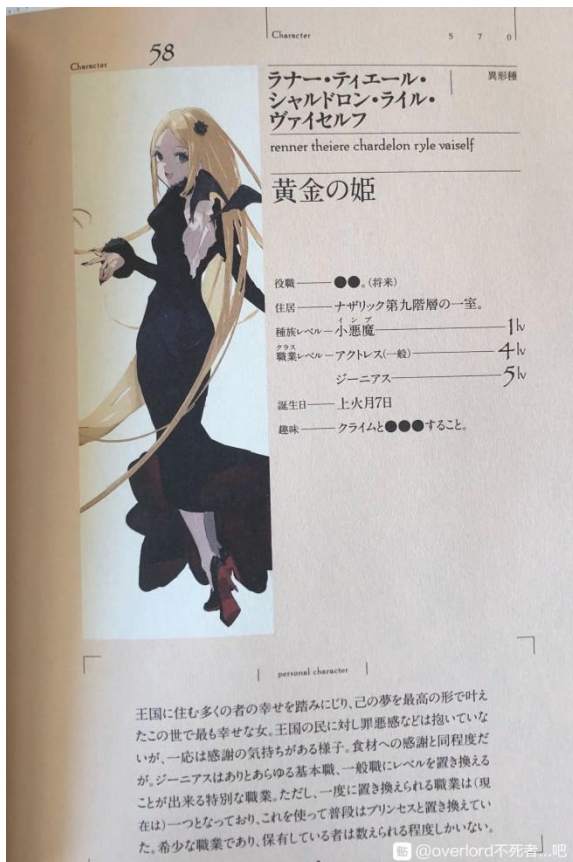 Character
58
Character
5 7 0
ラナー・ティエール・
シャルドロン・ライル・
ヴァイセルフ
異形種
renner theiere chardelon ryle vaiself
黄金の姫
役職――●●。(将来)
住居――ナザリック第九階層の一室。
種族レベル―小悪魔――1lv
インプ
職業レベル―アクトレス(一般)――4lv
クラス
ジーニアス――5lv
誕生日――上火月7日
趣味――クライムと●●●すること。
personal character
王国に住む多くの者の幸せを踏みにじり、己の夢を最高の形で叶え
たこの世で最も幸せな女。王国の民に対し罪悪感などは抱いていな
いが、一応は感謝の気持ちがある様子。食材への感謝と同程度だ
が。ジーニアスはありとあらゆる基本職、一般職にレベルを置き換える
ことが出来る特別な職業。ただし、一度に置き換えられる職業は(現
在は)一つとなっており、これを使って普段はプリンセスと置き換えてい
た。希少な職業であり、保有している者は数えられる程度しかいない。
贴 @overlord不死者...吧